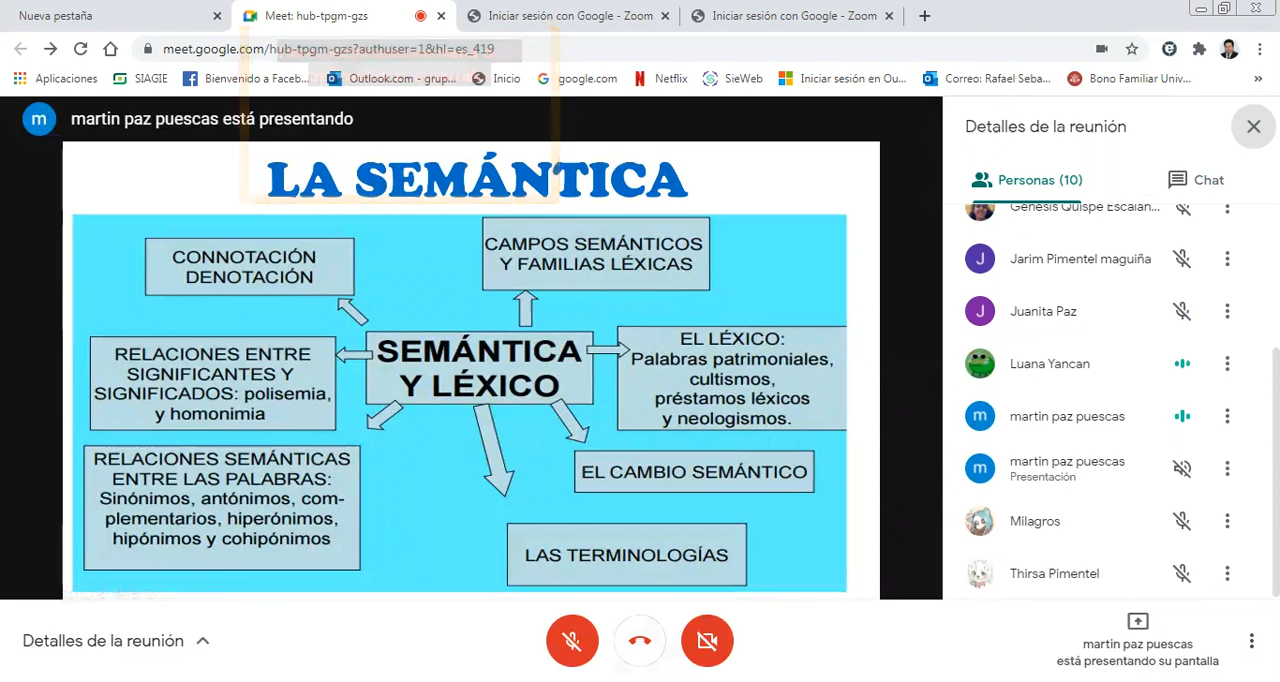 Nueva pestaña
Meet: hub-tpgm-gzs
Iniciar sesión con Google - Zoom
Iniciar sesión con Google - Zoom
meet.google.com/hub-tpgm-gzs?authuser=1&hl=es_419
Aplicaciones
SIAGIE
Bienvenido a Faceb...
Outlook.com - grup...
Inicio
google.com
Netflix
SieWeb
Iniciar sesión en Ou...
Correo: Rafael Seba...
Bono Familiar Univ...
»
m
martin paz puescas está presentando
LA SEMÁNTICA
CONNOTACIÓN
DENOTACIÓN
CAMPOS SEMÁNTICOS
Y FAMILIAS LÉXICAS
RELACIONES ENTRE
SIGNIFICANTES Y
SIGNIFICADOS: polisemia,
y homonimia
SEMÁNTICA
Y LÉXICO
EL LÉXICO:
Palabras patrimoniales,
cultismos,
préstamos léxicos
y neologismos.
RELACIONES SEMÁNTICAS
ENTRE LAS PALABRAS:
Sinónimos, antónimos, com-
plementarios, hiperónimos,
hipónimos y cohipónimos
EL CAMBIO SEMÁNTICO
LAS TERMINOLOGÍAS
Detalles de la reunión
Personas (10)
Chat
Genesis Quispe Escalan...
J
Jarim Pimentel maguiña
J
Juanita Paz
Luana Yancan
m
martin paz puescas
m
martin paz puescas
Presentación
Milagros
Thirsa Pimentel
Detalles de la reunión
martin paz puescas
está presentando su pantalla